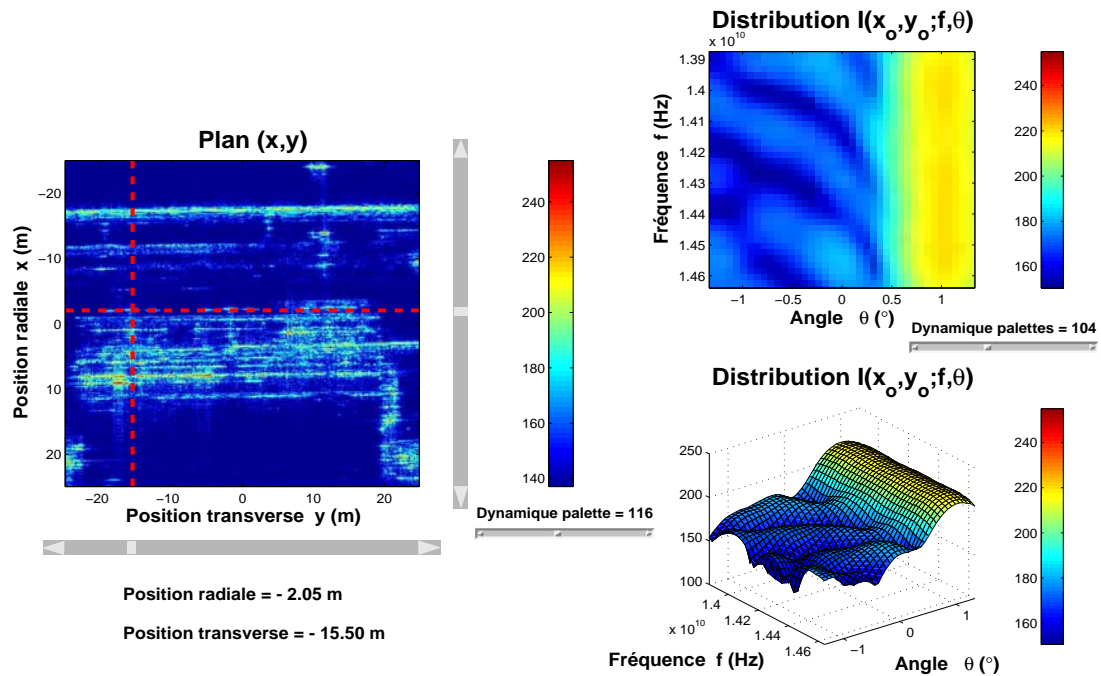 Plan (x,y)
−20
−10
0
10
20
Position radiale x (m)
−20 −10 0 10 20
Position transverse y (m)
240
220
200
180
160
140
Dynamique palette = 116
Position radiale = - 2.05 m
Position transverse = - 15.50 m
Distribution I(xo,yo;f,θ)
x 10^10
1.39
1.4
1.41
1.42
1.43
1.44
1.45
1.46
Fréquence f (Hz)
−1 −0.5 0 0.5 1
Angle θ (°)
240
220
200
180
160
Dynamique palettes = 104
Distribution I(xo,yo;f,θ)
250
200
150
100
1.4
1.42
1.44
1.46
x 10^10
Fréquence f (Hz)
−1
0
1
Angle θ (°)
240
220
200
180
160